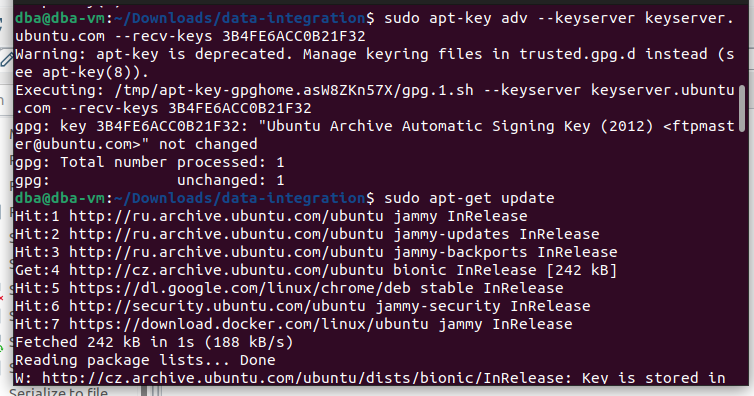 dba@dba-vm:~/Downloads/data-integration$ sudo apt-key adv --keyserver keyserver.
ubuntu.com --recv-keys 3B4FE6ACC0B21F32
Warning: apt-key is deprecated. Manage keyring files in trusted.gpg.d instead (s
ee apt-key(8)).
Executing: /tmp/apt-key-gpghome.asW8ZKn57X/gpg.1.sh --keyserver keyserver.ubuntu
.com --recv-keys 3B4FE6ACC0B21F32
gpg: key 3B4FE6ACC0B21F32: "Ubuntu Archive Automatic Signing Key (2012) <ftpmast
er@ubuntu.com>" not changed
gpg: Total number processed: 1
gpg:              unchanged: 1
dba@dba-vm:~/Downloads/data-integration$ sudo apt-get update
Hit:1 http://ru.archive.ubuntu.com/ubuntu jammy InRelease
Hit:2 http://ru.archive.ubuntu.com/ubuntu jammy-updates InRelease
Hit:3 http://ru.archive.ubuntu.com/ubuntu jammy-backports InRelease
Get:4 http://cz.archive.ubuntu.com/ubuntu bionic InRelease [242 kB]
Hit:5 https://dl.google.com/linux/chrome/deb stable InRelease
Hit:6 http://security.ubuntu.com/ubuntu jammy-security InRelease
Hit:7 https://download.docker.com/linux/ubuntu jammy InRelease
Fetched 242 kB in 1s (188 kB/s)
Reading package lists... Done
W: http://cz.archive.ubuntu.com/ubuntu/dists/bionic/InRelease: Key is stored in
Serialize to file